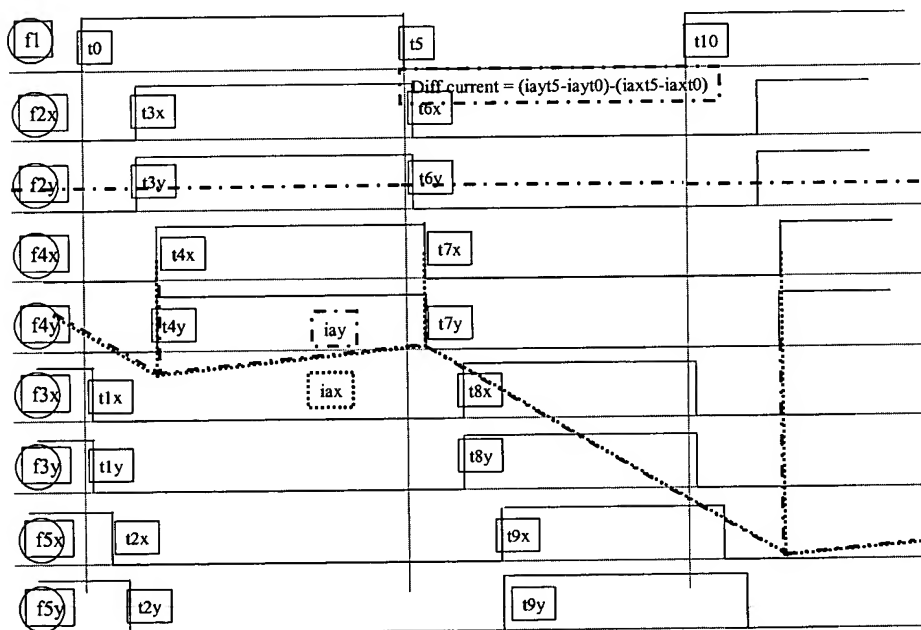 f1 t0 t5 t10
Diff current = (iayt5-iayt0)-(iaxt5-iaxt0)
f2x t3x t6x
f2y t3y t6y
f4x t4x t7x
f4y t4y iay t7y
f3x t1x iax t8x
f3y t1y t8y
f5x t2x t9x
f5y t2y t9y